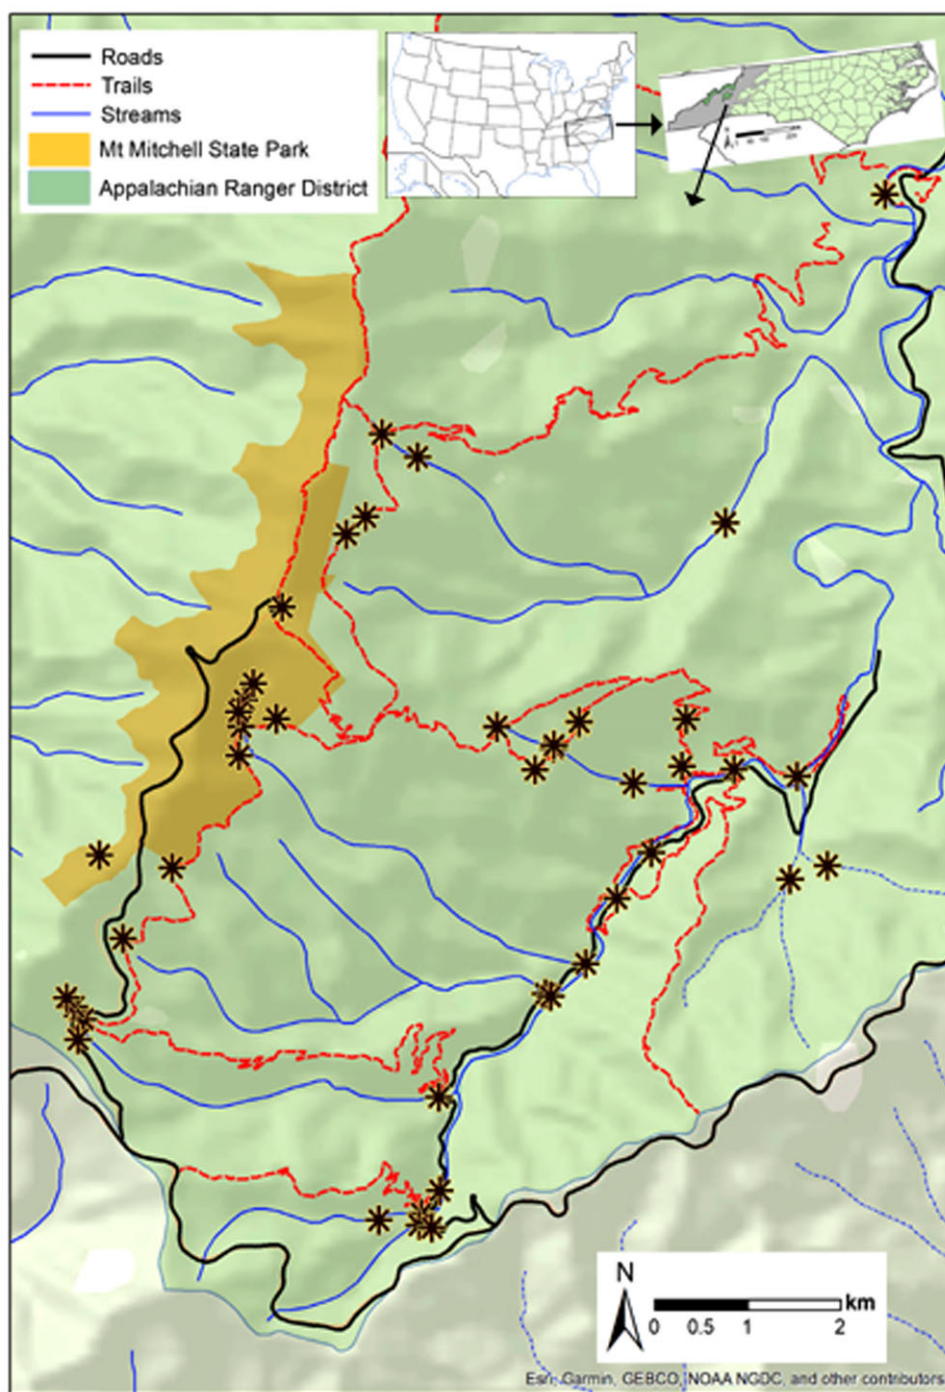 Roads
Trails
Streams
Mt Mitchell State Park
Appalachian Ranger District
N
km
0 0.5 1 2
Esri, Garmin, GEBCO, NOAA NGDC, and other contributors